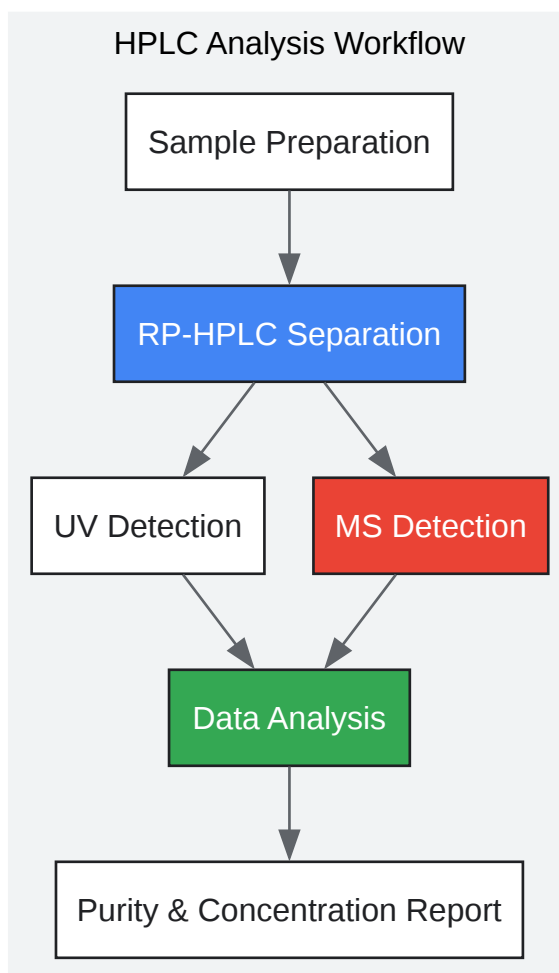 HPLC Analysis Workflow
Sample Preparation
RP-HPLC Separation
UV Detection
MS Detection
Data Analysis
Purity & Concentration Report